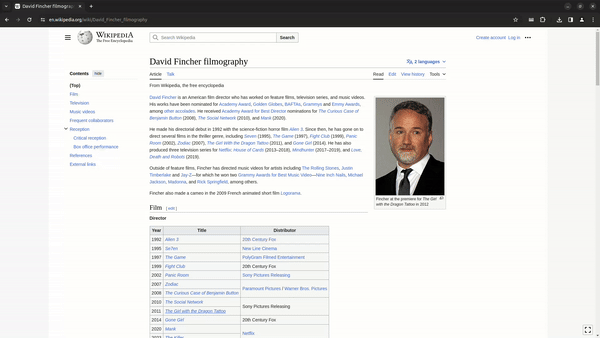 David Fincher filmography
en.wikipedia.org/wiki/David_Fincher_filmography
WIKIPEDIA
The Free Encyclopedia
Search Wikipedia
Search
Create account Log in
David Fincher filmography
2 languages
Contents hide
(Top)
Film
Television
Music videos
Frequent collaborators
Reception
Critical reception
Box office performance
References
External links
Article Talk
Read Edit View history Tools
From Wikipedia, the free encyclopedia
David Fincher is an American film director who has worked on feature films, television series, and music videos.
His works have been nominated for Academy Award, Golden Globes, BAFTAs, Grammys and Emmy Awards,
among other accolades. He received Academy Award for Best Director nominations for The Curious Case of
Benjamin Button (2008), The Social Network (2010), and Mank (2020).
He made his directorial debut in 1992 with the science-fiction horror film Alien 3. Since then, he has gone on to
direct several films in the thriller genre, including Seven (1995), The Game (1997), Fight Club (1999), Panic
Room (2002), Zodiac (2007), The Girl With the Dragon Tattoo (2011), and Gone Girl (2014). He has also
produced three television series for Netflix: House of Cards (2013–2018), Mindhunter (2017–2019), and Love,
Death and Robots (2019).
Outside of feature films, Fincher has directed music videos for artists including The Rolling Stones, Justin
Timberlake and Jay-Z—for which he won two Grammy Awards for Best Music Video—Nine Inch Nails, Michael
Jackson, Madonna, and Rick Springfield, among others.
Fincher also made a cameo in the 2009 French animated short film Logorama.
Fincher at the premiere for The Girl
with the Dragon Tattoo in 2012
Film [ edit ]
Director
Year Title Distributor
1992 Alien 3 20th Century Fox
1995 Se7en New Line Cinema
1997 The Game PolyGram Filmed Entertainment
1999 Fight Club 20th Century Fox
2002 Panic Room Sony Pictures Releasing
2007 Zodiac Paramount Pictures / Warner Bros. Pictures
2008 The Curious Case of Benjamin Button
2010 The Social Network Sony Pictures Releasing
2011 The Girl with the Dragon Tattoo
2014 Gone Girl 20th Century Fox
2020 Mank Netflix